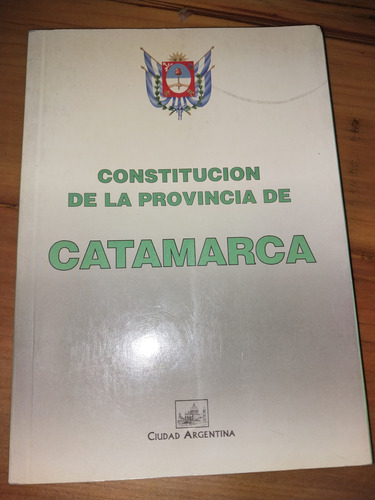 CONSTITUCION
DE LA PROVINCIA DE
CATAMARCA
CIUDAD ARGENTINA